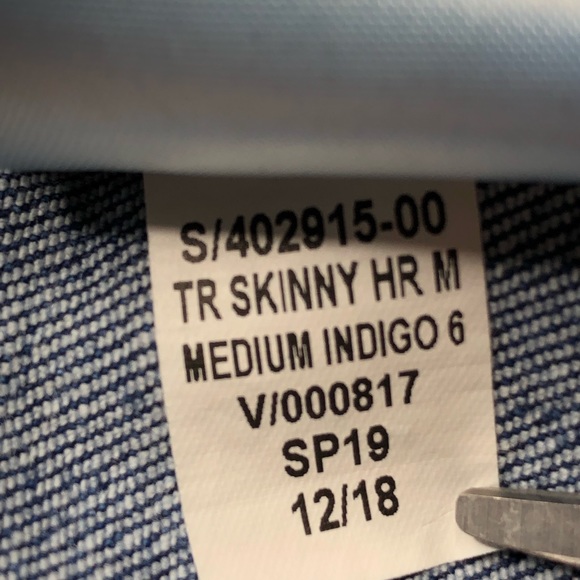 S/402915-00
TR SKINNY HR M
MEDIUM INDIGO 6
V/000817
SP19
12/18